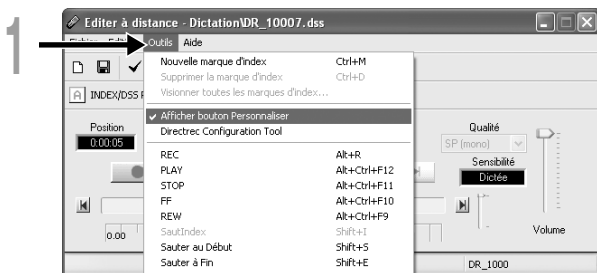 1
Editer à distance - Dictation\DR_10007.dss
Outils Aide
Nouvelle marque d'index Ctrl+M
Supprimer la marque d'index Ctrl+D
Visionner toutes les marques d'index...
A INDEX/DSS
Afficher bouton Personnaliser
Directrec Configuration Tool
Position
0:00:05
Qualité
SP (mono)
Sensibilité
Dictée
REC Alt+R
PLAY Alt+Ctrl+F12
STOP Alt+Ctrl+F11
FF Alt+Ctrl+F10
REW Alt+Ctrl+F9
SautIndex Shift+I
Sauter au Début Shift+S
Sauter à Fin Shift+E
0.00
Volume
DR_1000